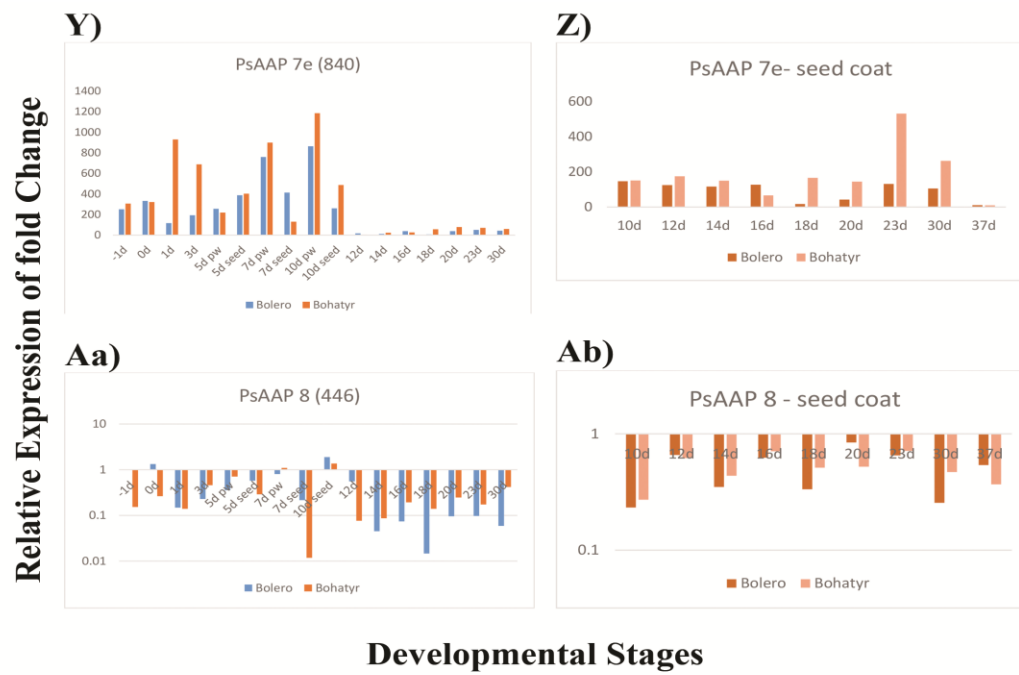 Relative Expression of fold Change
Y)
PsAAP 7e (840)
1400
1200
1000
800
600
400
200
0
-1d 0d 1d 3d 5d pw 5d seed 7d pw 7d seed 10d pw 10d seed 12d 14d 16d 18d 20d 23d 30d
Bolero Bohatyr
Z)
PsAAP 7e- seed coat
600
400
200
0
10d 12d 14d 16d 18d 20d 23d 30d 37d
Bolero Bohatyr
Aa)
PsAAP 8 (446)
10
1
0.1
0.01
-1d 0d 1d 3d 5d pw 5d seed 7d pw 7d seed 10d seed 12d 14d 16d 18d 20d 23d 30d
Bolero Bohatyr
Ab)
PsAAP 8 - seed coat
1
0.1
10d 12d 14d 16d 18d 20d 23d 30d 37d
Bolero Bohatyr
Developmental Stages